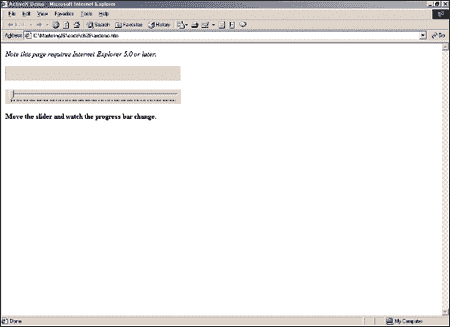 ActiveX Demo - Microsoft Internet Explorer
File Edit View Favorites Tools Help
Back Search Favorites History
Address Go
Note this page requires Internet Explorer 5.0 or later.
Move the slider and watch the progress bar change.
Done My Computer